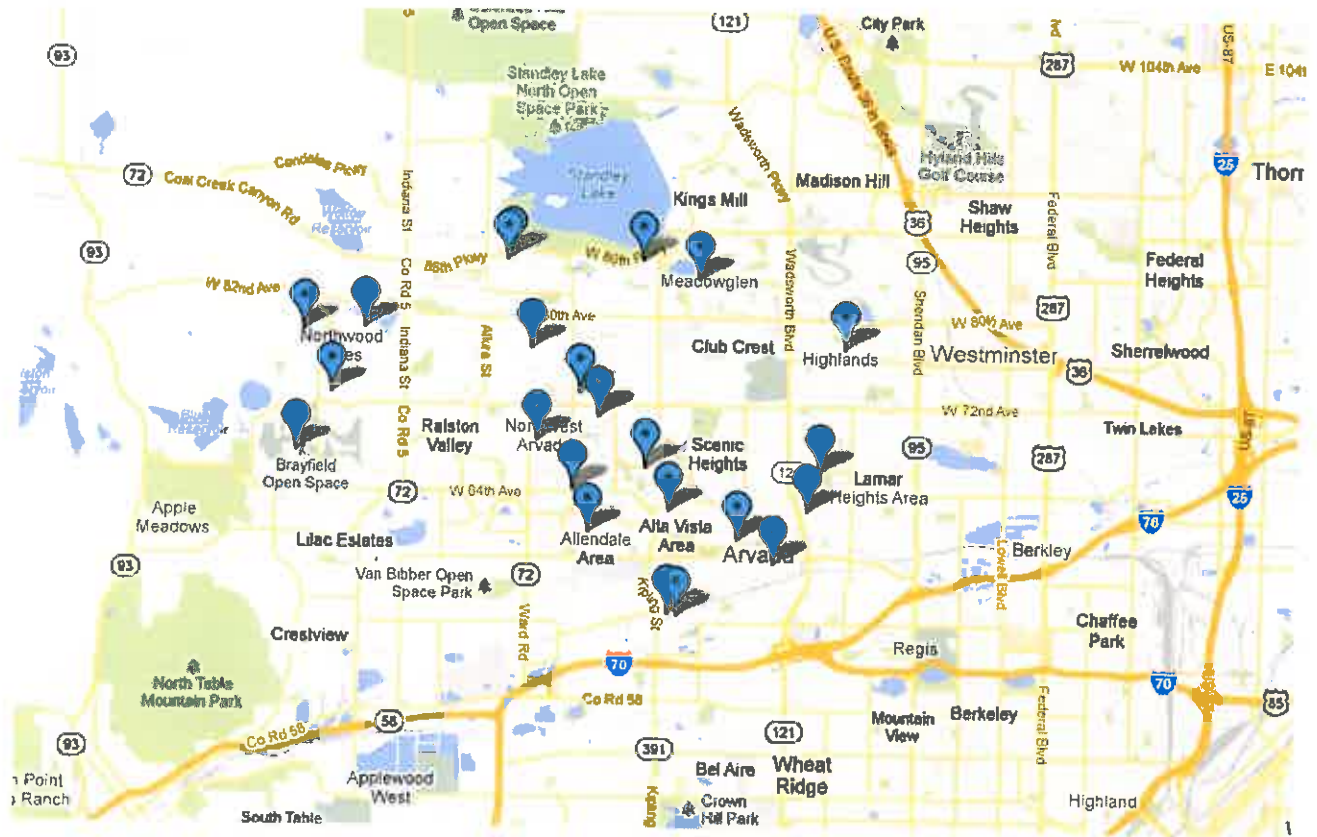 Open Space
121
City Park
93
287
W 104th Ave
US-87
Standley Lake
North Open
Space Park
U.S.
Wadsworth Pkwy
Hyland Hills
Golf Course
25
Thorr
72
Candelas Pkwy
Coal Creek Canyon Rd
Indiana St
Standley
Lake
Kings Mill
Madison Hill
Shaw
Heights
Federal Blvd
36
93
86th Pkwy
Meadowglen
95
Federal
Heights
W 82nd Ave
Co Rd 5
Wadsworth Blvd
Sheridan Blvd
287
Northwood
Alkire St
W 80th Ave
Club Crest
Highlands
Westminster
Sherrelwood
36
Indiana St
Co Rd 5
Ralston
Valley
Arvad
W 72nd Ave
Twin Lakes
Scenic
Heights
95
287
Brayfield
Open Space
72
W 64th Ave
Lamar
Heights Area
25
Apple
Meadows
Lilac Estates
Allendale
Area
Alta Vista
Area
Arvada
76
Berkley
Lowell Blvd
93
Van Bibber Open
Space Park
72
Kipling St
Ward Rd
Crestview
Chaffee
Park
Regis
70
North Table
Mountain Park
Co Rd 58
70
85
58
Co Rd 58
Mountain
View
Berkeley
Federal Blvd
93
391
121
Bel Aire
Wheat
Ridge
Applewood
West
n Point
Ranch
Kipling
Crown
Hill Park
Highland
South Table